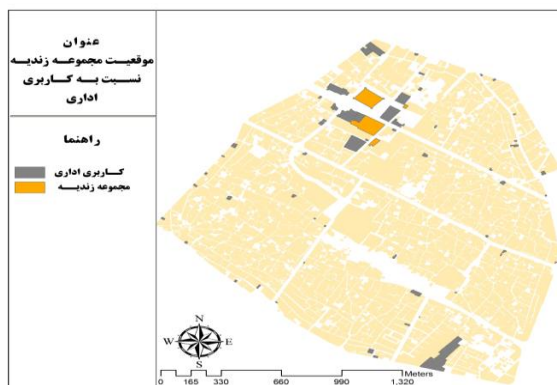 عنوان
موقعیت مجموعه زندیه
نسبت به کاربری
اداری
راهنما
کاربری اداری
مجموعه زندیه
N
W E
S
Meters
0 165 330 660 990 1,320